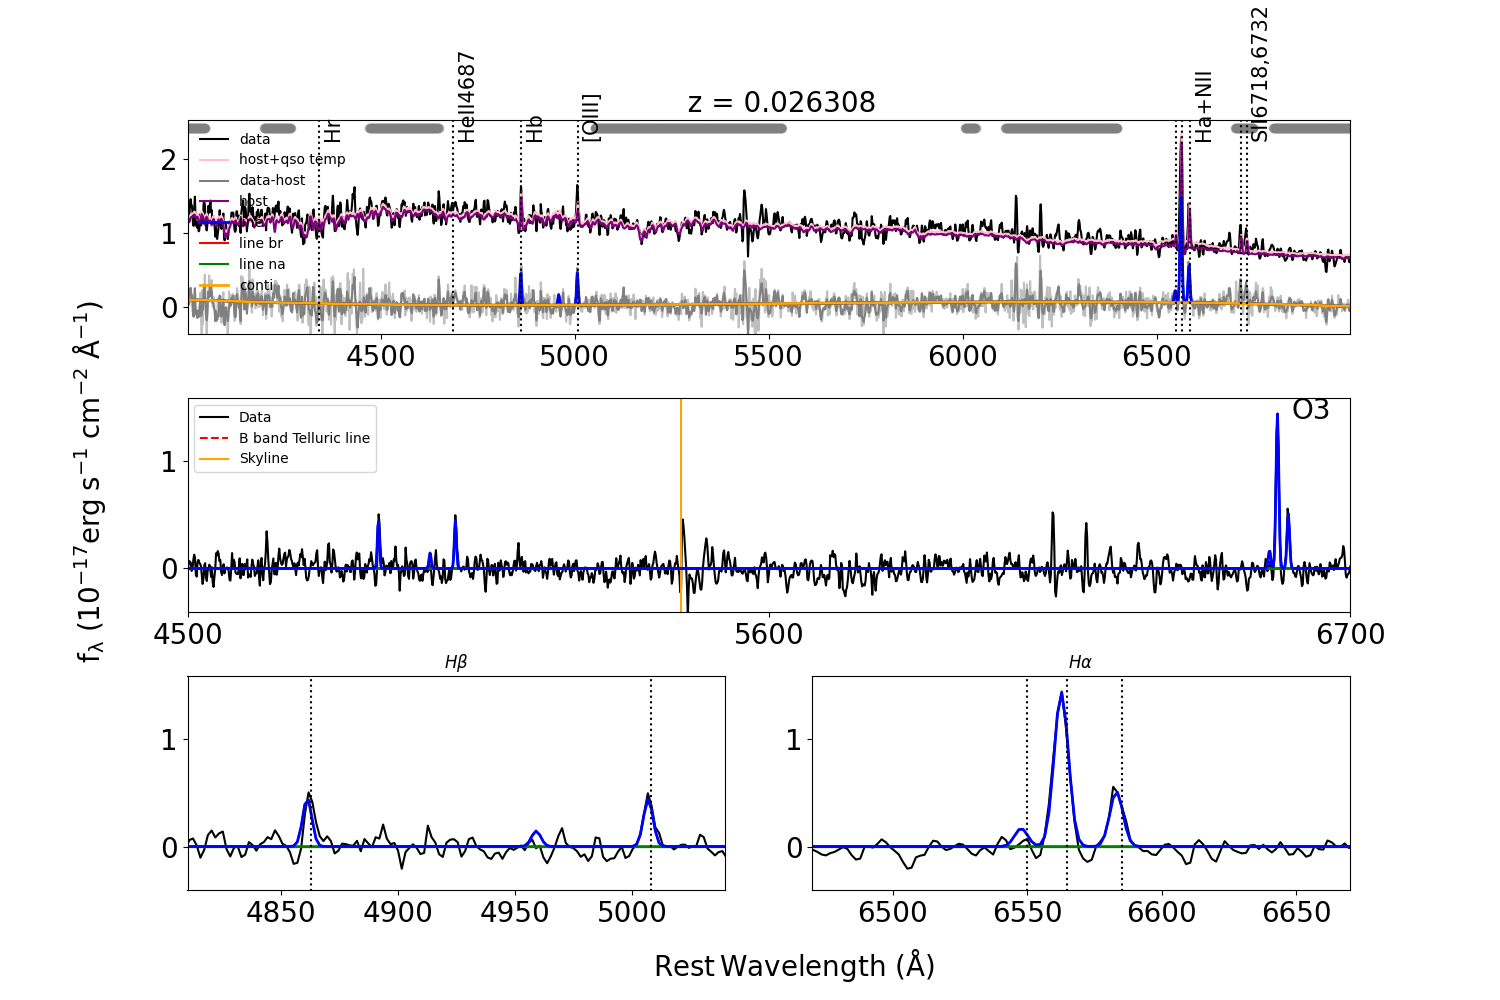 z = 0.026308
Hr
HeII4687
Hb
[OIII]
Ha+NII
SII6718,6732
data
host+qso temp
data-host
host
line br
line na
conti
2
1
0
4500 5000 5500 6000 6500
fλ (10−17erg s−1 cm−2 Å−1)
Data
B band Telluric line
Skyline
O3
1
0
4500 5600 6700
Hβ
1
0
4850 4900 4950 5000
Hα
1
0
6500 6550 6600 6650
Rest Wavelength (Å)